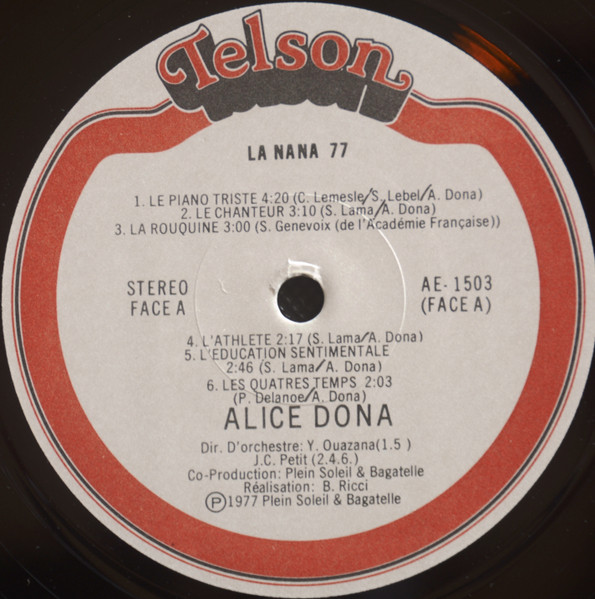 Telson
LA NANA 77
1. LE PIANO TRISTE 4:20 (C. Lemesle/S. Lebel/A. Dona)
2. LE CHANTEUR 3:10 (S. Lama/A. Dona)
3. LA ROUQUINE 3:00 (S. Genevoix (de l'Académie Française))
STEREO
FACE A
AE-1503
(FACE A)
4. L'ATHLETE 2:17 (S. Lama/A. Dona)
5. L'EDUCATION SENTIMENTALE
2:46 (S. Lama/A. Dona)
6. LES QUATRES TEMPS 2:03
(P. Delanoe/A. Dona)
ALICE DONA
Dir. D'orchestre: Y. Ouazana(1.5 )
J.C. Petit (2.4.6.)
Co-Production: Plein Soleil & Bagatelle
Réalisation: B. Ricci
Ⓟ1977 Plein Soleil & Bagatelle